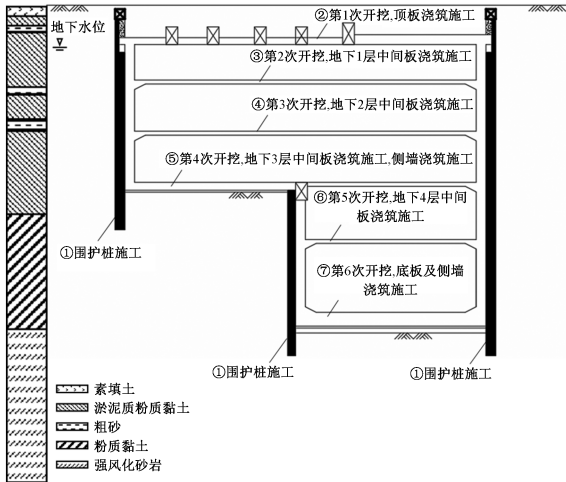 ②第1次开挖,顶板浇筑施工
地下水位
③第2次开挖,地下1层中间板浇筑施工
④第3次开挖,地下2层中间板浇筑施工
⑤第4次开挖,地下3层中间板浇筑施工,侧墙浇筑施工
⑥第5次开挖,地下4层中间
板浇筑施工
①围护桩施工
⑦第6次开挖,底板及侧墙
浇筑施工
①围护桩施工
①围护桩施工
素填土
淤泥质粉质黏土
粗砂
粉质黏土
强风化砂岩